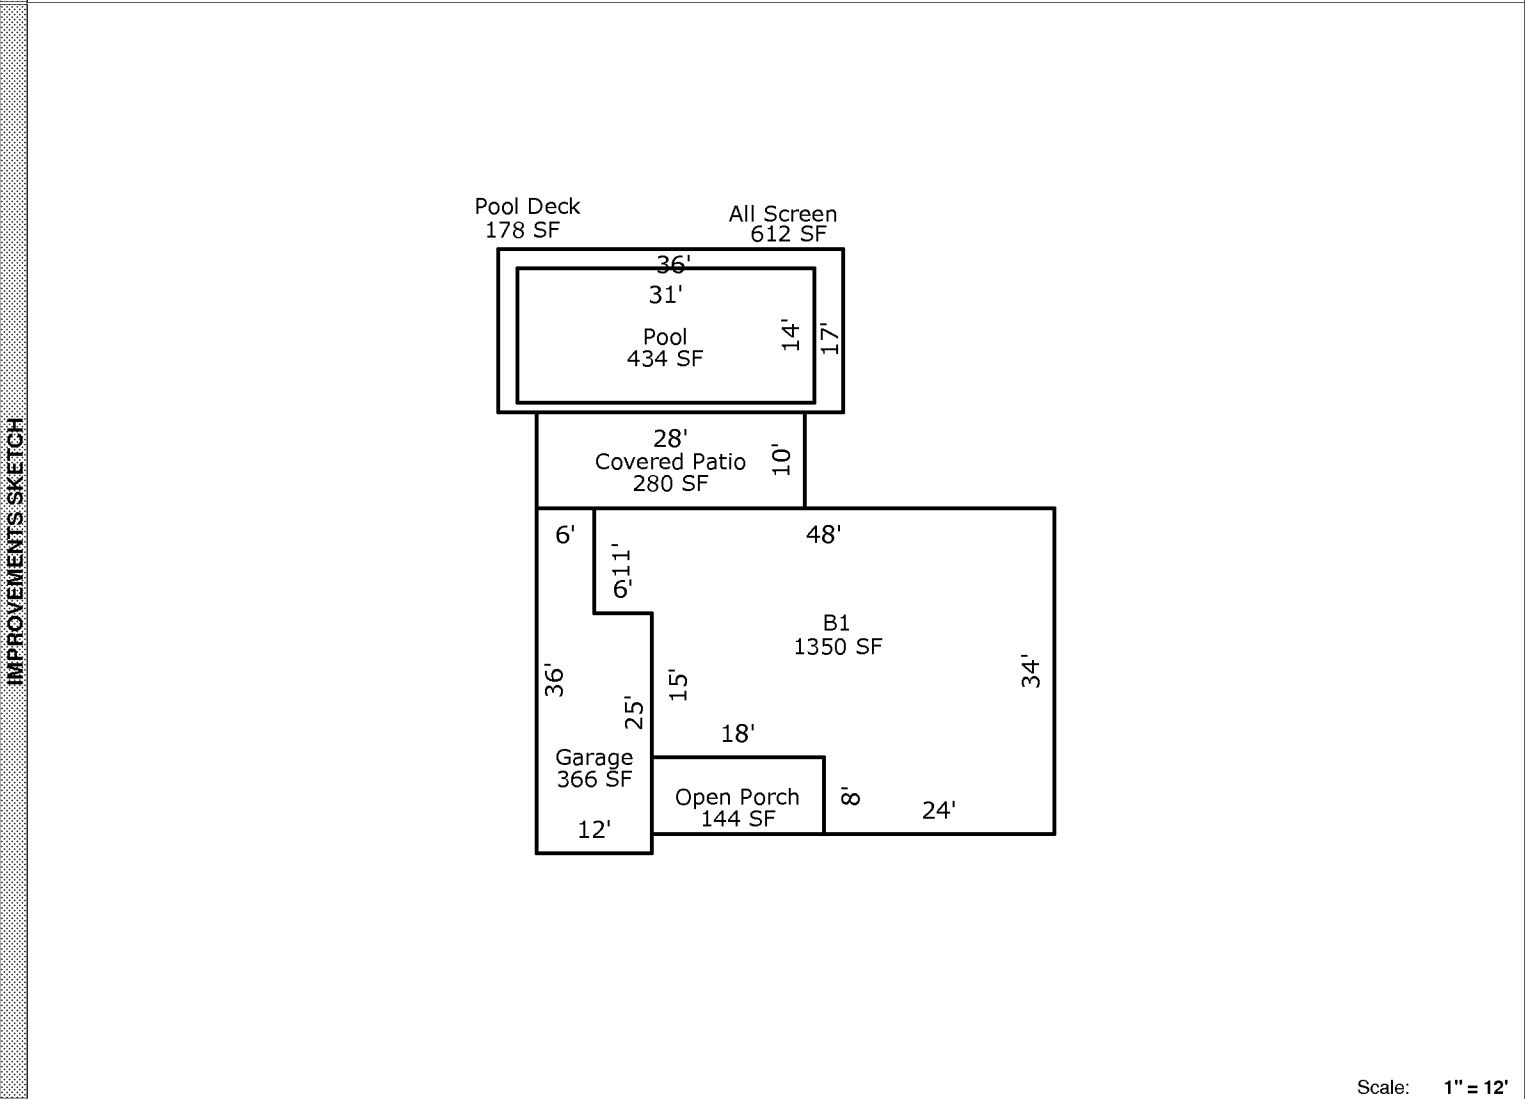 IMPROVEMENTS SKETCH
Pool Deck
178 SF
All Screen
612 SF
36'
31'
Pool
434 SF
14'
17'
28'
Covered Patio
280 SF
10'
6'
11'
6'
48'
B1
1350 SF
36'
25'
15'
34'
18'
Garage
366 SF
Open Porch
144 SF
8'
24'
12'
Scale: 1" = 12'